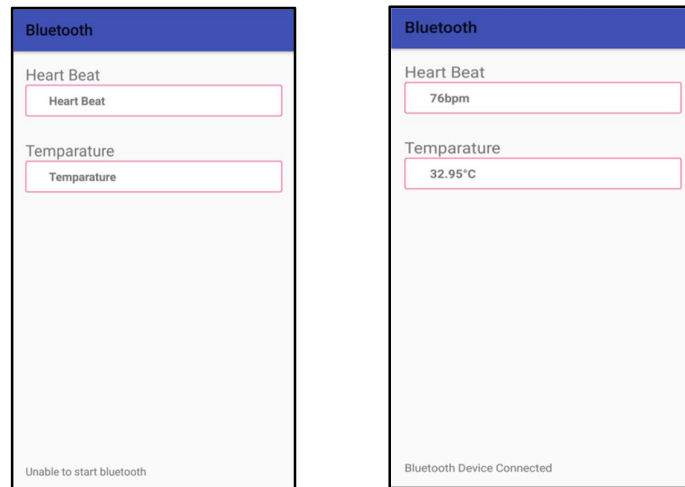 Bluetooth
Heart Beat
Heart Beat
Temparature
Temparature
Unable to start bluetooth
Bluetooth
Heart Beat
76bpm
Temparature
32.95°C
Bluetooth Device Connected